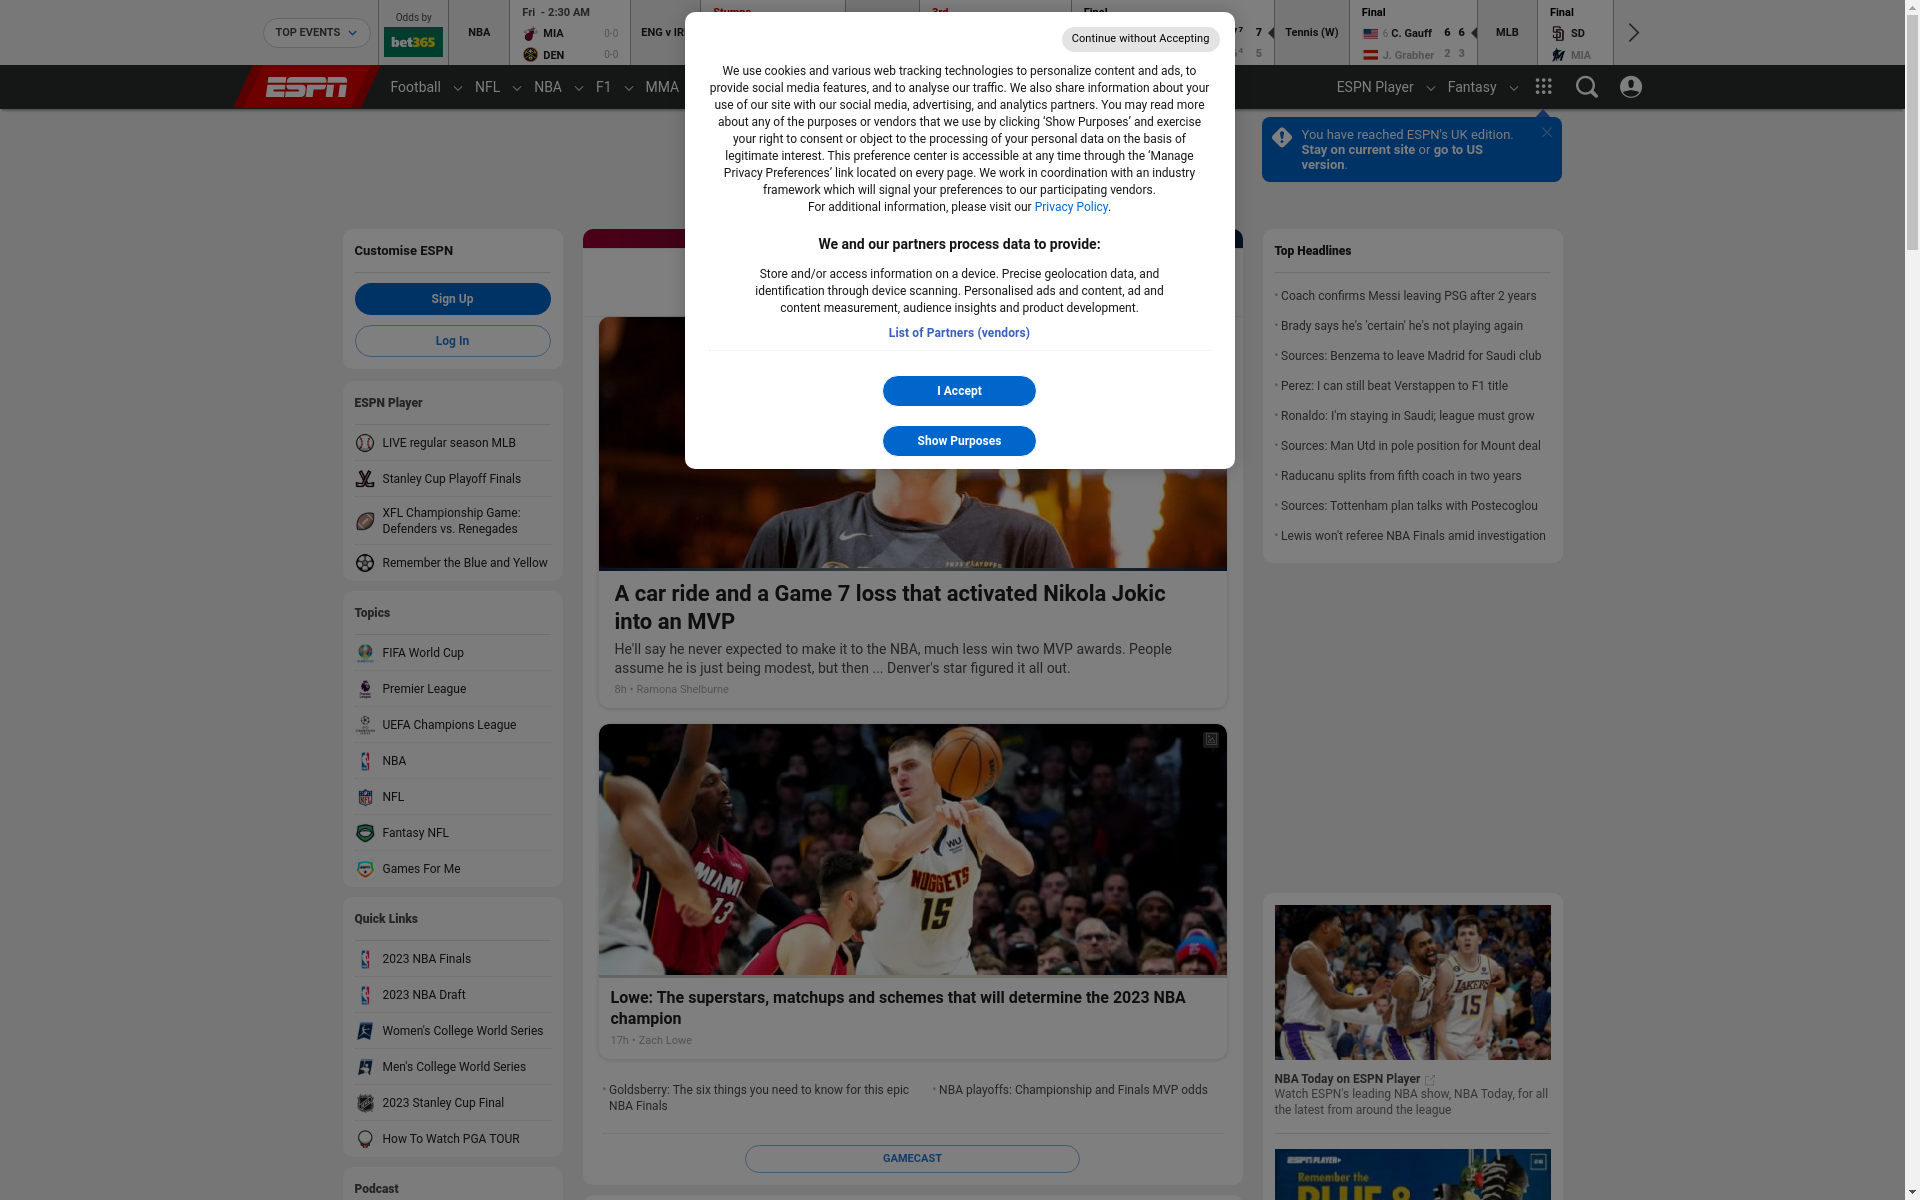 TOP EVENTS
Odds by
bet365
NBA
Fri - 2:30 AM
MIA 0-0
DEN 0-0
ENG v IR
Final
7
5
Tennis (W)
Final
6 C. Gauff 6 6
J. Grabher 2 3
MLB
Final
SD
MIA
ESPN
Football
NFL
NBA
F1
MMA
ESPN Player
Fantasy
Continue without Accepting
We use cookies and various web tracking technologies to personalize content and ads, to
provide social media features, and to analyse our traffic. We also share information about your
use of our site with our social media, advertising, and analytics partners. You may read more
about any of the purposes or vendors that we use by clicking ‘Show Purposes’ and exercise
your right to consent or object to the processing of your personal data on the basis of
legitimate interest. This preference center is accessible at any time through the ‘Manage
Privacy Preferences’ link located on every page. We work in coordination with an industry
framework which will signal your preferences to our participating vendors.
For additional information, please visit our Privacy Policy.
We and our partners process data to provide:
Store and/or access information on a device. Precise geolocation data, and
identification through device scanning. Personalised ads and content, ad and
content measurement, audience insights and product development.
List of Partners (vendors)
I Accept
Show Purposes
You have reached ESPN's UK edition.
Stay on current site or go to US
version.
Customise ESPN
Sign Up
Log In
ESPN Player
LIVE regular season MLB
Stanley Cup Playoff Finals
XFL Championship Game:
Defenders vs. Renegades
Remember the Blue and Yellow
Topics
FIFA World Cup
Premier League
UEFA Champions League
NBA
NFL
Fantasy NFL
Games For Me
Quick Links
2023 NBA Finals
2023 NBA Draft
Women's College World Series
Men's College World Series
2023 Stanley Cup Final
How To Watch PGA TOUR
Podcast
A car ride and a Game 7 loss that activated Nikola Jokic
into an MVP
He'll say he never expected to make it to the NBA, much less win two MVP awards. People
assume he is just being modest, but then ... Denver's star figured it all out.
8h • Ramona Shelburne
MIAMI
13
WU
NUGGETS
15
Lowe: The superstars, matchups and schemes that will determine the 2023 NBA
champion
17h • Zach Lowe
Goldsberry: The six things you need to know for this epic
NBA Finals
NBA playoffs: Championship and Finals MVP odds
GAMECAST
Top Headlines
Coach confirms Messi leaving PSG after 2 years
Brady says he's 'certain' he's not playing again
Sources: Benzema to leave Madrid for Saudi club
Perez: I can still beat Verstappen to F1 title
Ronaldo: I'm staying in Saudi; league must grow
Sources: Man Utd in pole position for Mount deal
Raducanu splits from fifth coach in two years
Sources: Tottenham plan talks with Postecoglou
Lewis won't referee NBA Finals amid investigation
LAKERS
15
NBA Today on ESPN Player
Watch ESPN's leading NBA show, NBA Today, for all
the latest from around the league
ESPN PLAYER
Remember the
BLUE &